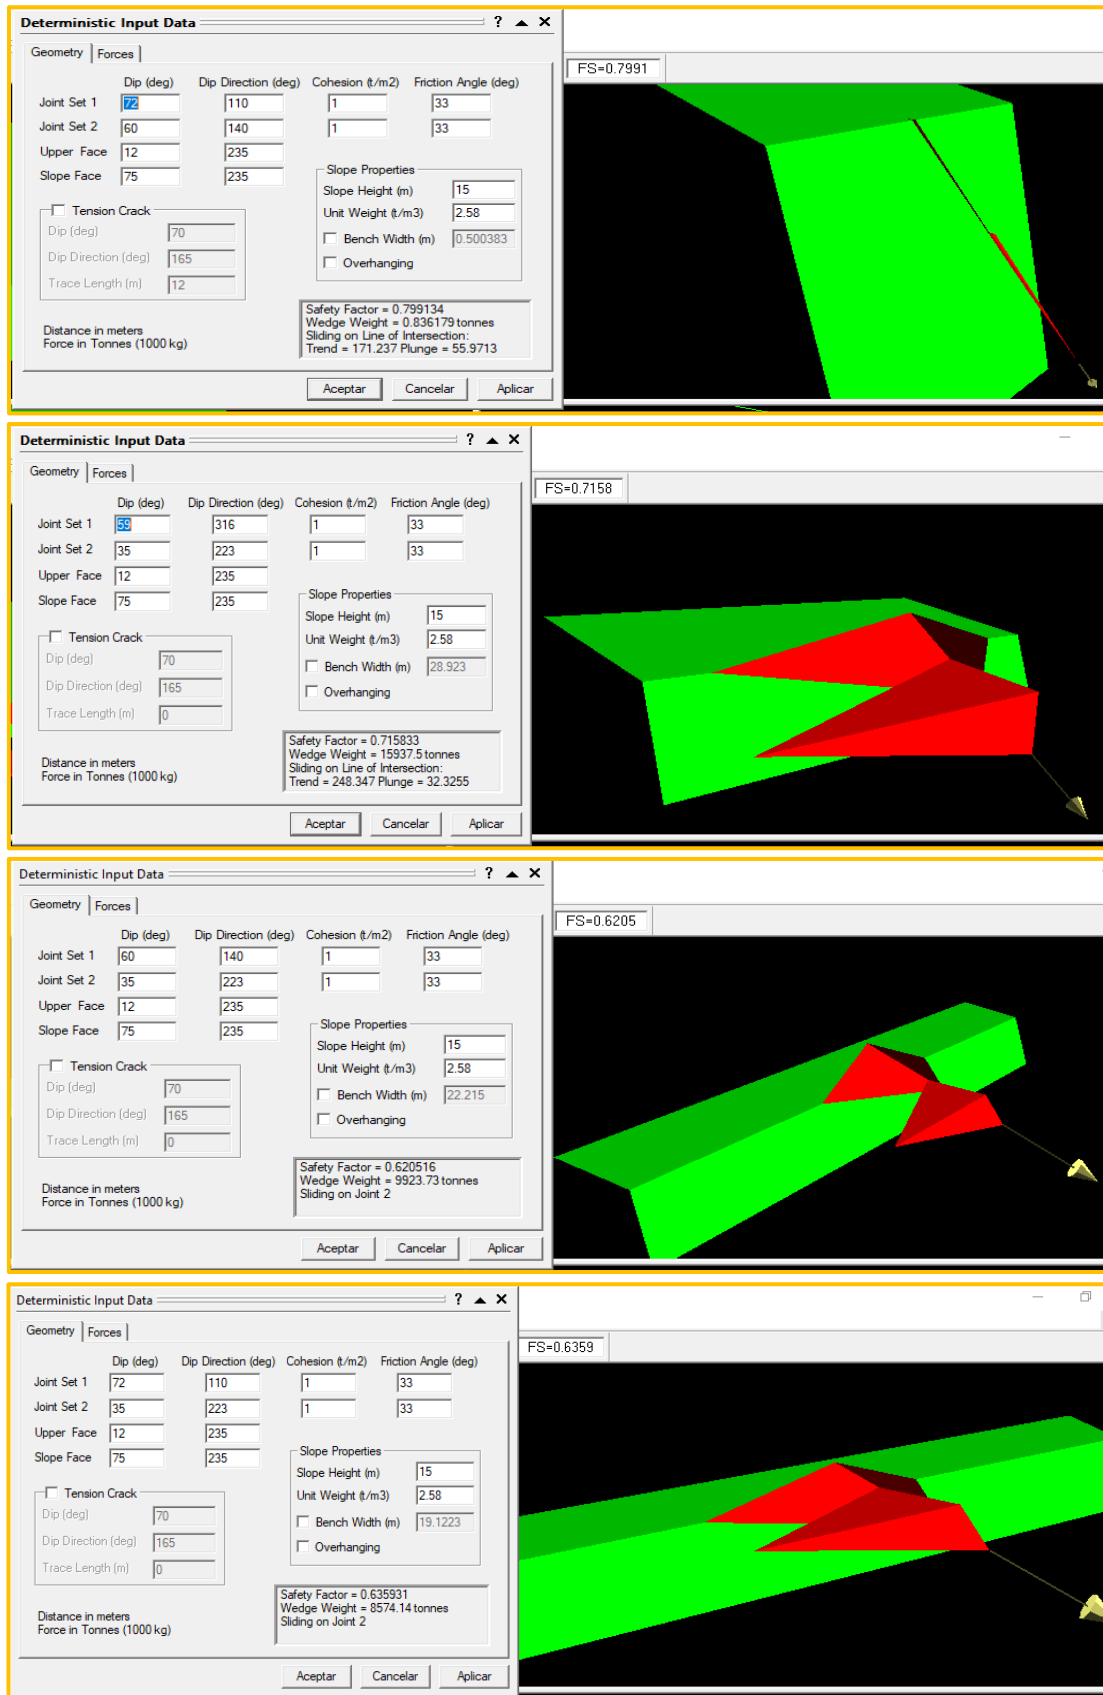 Deterministic Input Data ? ▲ ✕
Geometry Forces
FS=0.7991
Dip (deg) Dip Direction (deg) Cohesion (t/m2) Friction Angle (deg)
Joint Set 1 72 110 1 33
Joint Set 2 60 140 1 33
Upper Face 12 235
Slope Face 75 235
Slope Properties
Slope Height (m) 15
Unit Weight (t/m3) 2.58
Bench Width (m) 0.500383
Overhanging
Tension Crack
Dip (deg) 70
Dip Direction (deg) 165
Trace Length (m) 12
Distance in meters
Force in Tonnes (1000 kg)
Safety Factor = 0.799134
Wedge Weight = 0.836179 tonnes
Sliding on Line of Intersection:
Trend = 171.237 Plunge = 55.9713
Aceptar Cancelar Aplicar
Deterministic Input Data ? ▲ ✕
Geometry Forces
FS=0.7158
Dip (deg) Dip Direction (deg) Cohesion (t/m2) Friction Angle (deg)
Joint Set 1 59 316 1 33
Joint Set 2 35 223 1 33
Upper Face 12 235
Slope Face 75 235
Slope Properties
Slope Height (m) 15
Unit Weight (t/m3) 2.58
Bench Width (m) 28.923
Overhanging
Tension Crack
Dip (deg) 70
Dip Direction (deg) 165
Trace Length (m) 0
Distance in meters
Force in Tonnes (1000 kg)
Safety Factor = 0.715833
Wedge Weight = 15937.5 tonnes
Sliding on Line of Intersection:
Trend = 248.347 Plunge = 32.3255
Aceptar Cancelar Aplicar
Deterministic Input Data ? ▲ ✕
Geometry Forces
FS=0.6205
Dip (deg) Dip Direction (deg) Cohesion (t/m2) Friction Angle (deg)
Joint Set 1 60 140 1 33
Joint Set 2 35 223 1 33
Upper Face 12 235
Slope Face 75 235
Slope Properties
Slope Height (m) 15
Unit Weight (t/m3) 2.58
Bench Width (m) 22.215
Overhanging
Tension Crack
Dip (deg) 70
Dip Direction (deg) 165
Trace Length (m) 0
Distance in meters
Force in Tonnes (1000 kg)
Safety Factor = 0.620516
Wedge Weight = 9923.73 tonnes
Sliding on Joint 2
Aceptar Cancelar Aplicar
Deterministic Input Data ? ▲ ✕
Geometry Forces
FS=0.6359
Dip (deg) Dip Direction (deg) Cohesion (t/m2) Friction Angle (deg)
Joint Set 1 72 110 1 33
Joint Set 2 35 223 1 33
Upper Face 12 235
Slope Face 75 235
Slope Properties
Slope Height (m) 15
Unit Weight (t/m3) 2.58
Bench Width (m) 19.1223
Overhanging
Tension Crack
Dip (deg) 70
Dip Direction (deg) 165
Trace Length (m) 0
Distance in meters
Force in Tonnes (1000 kg)
Safety Factor = 0.635931
Wedge Weight = 8574.14 tonnes
Sliding on Joint 2
Aceptar Cancelar Aplicar